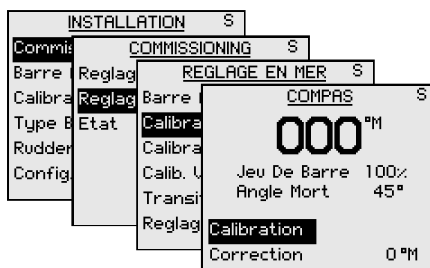 INSTALLATION S
Commis
Barre
Calibra
Type B
Rudder
Config.
COMMISSIONING S
Reglag
Reglag
Etat
REGLAGE EN MER S
Barre
Calibra
Calibra
Calib. V
Transi
Reglag
COMPAS S
000°M
Jeu De Barre 100%
Angle Mort 45°
Calibration
Correction 0°M